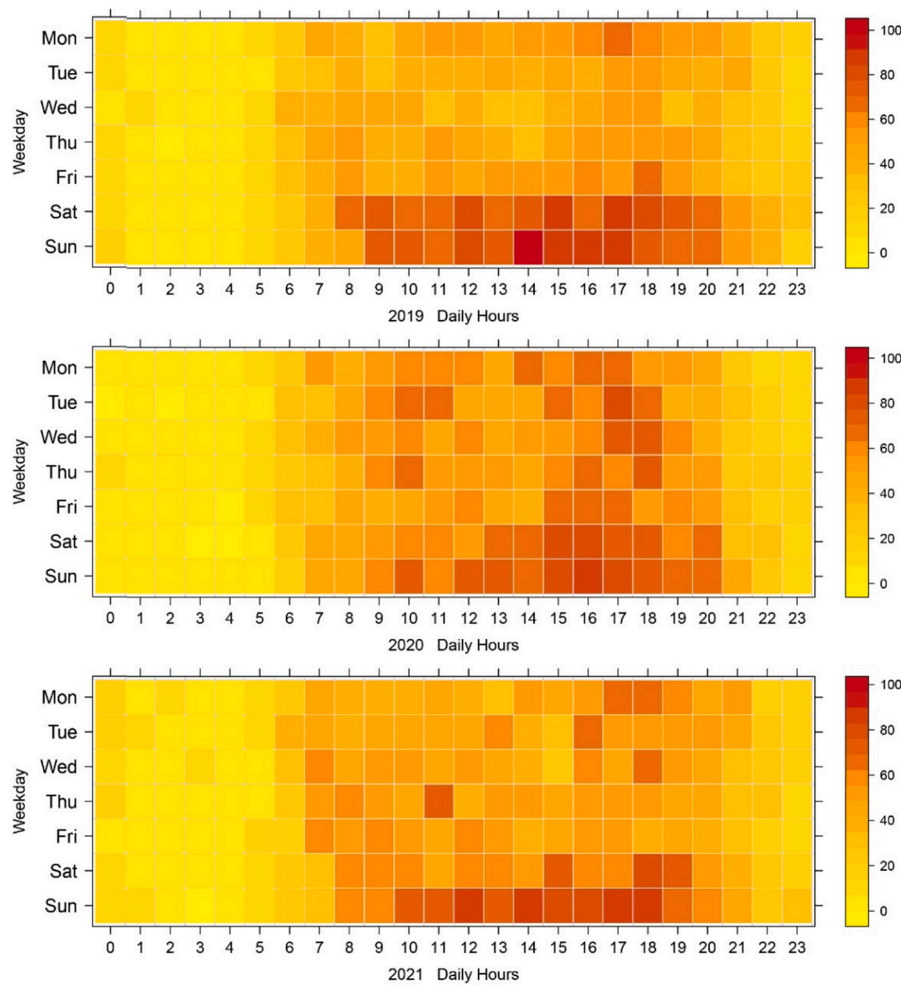 Weekday
Mon
Tue
Wed
Thu
Fri
Sat
Sun
0 1 2 3 4 5 6 7 8 9 10 11 12 13 14 15 16 17 18 19 20 21 22 23
2019 Daily Hours
100
80
60
40
20
0
Weekday
Mon
Tue
Wed
Thu
Fri
Sat
Sun
0 1 2 3 4 5 6 7 8 9 10 11 12 13 14 15 16 17 18 19 20 21 22 23
2020 Daily Hours
100
80
60
40
20
0
Weekday
Mon
Tue
Wed
Thu
Fri
Sat
Sun
0 1 2 3 4 5 6 7 8 9 10 11 12 13 14 15 16 17 18 19 20 21 22 23
2021 Daily Hours
100
80
60
40
20
0